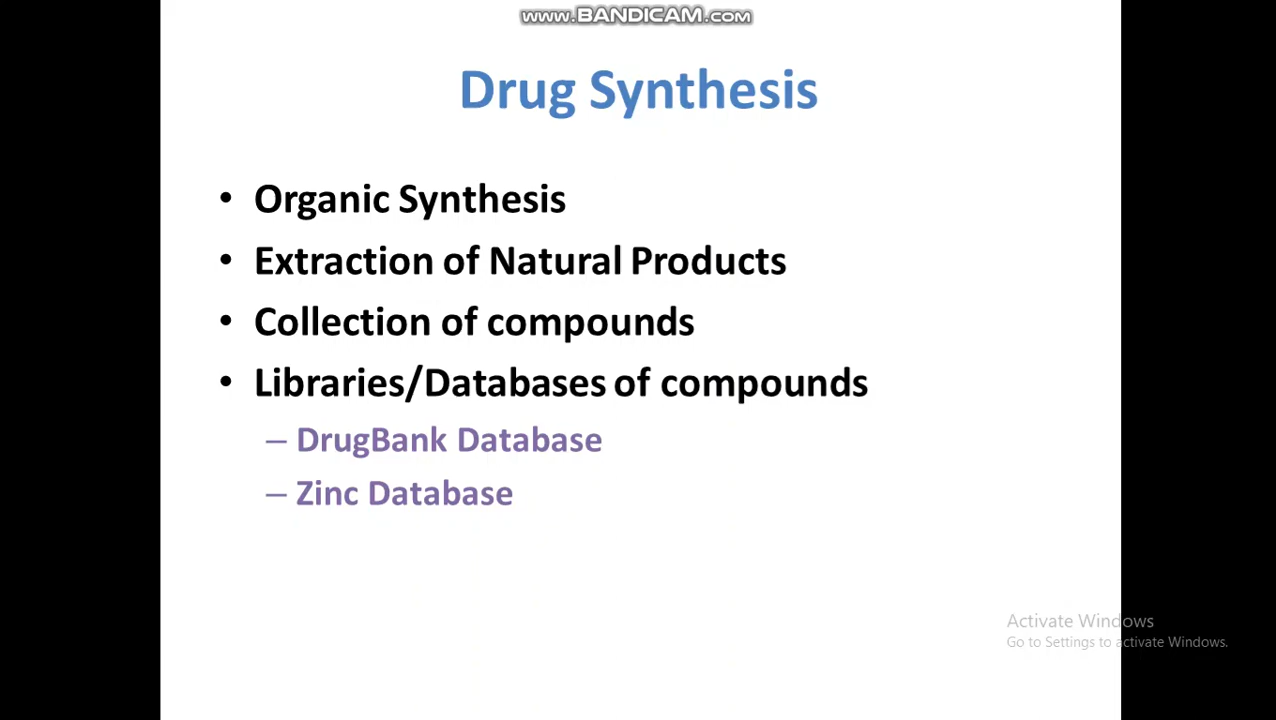 www.BANDICAM.com
Drug Synthesis
• Organic Synthesis
• Extraction of Natural Products
• Collection of compounds
• Libraries/Databases of compounds
– DrugBank Database
– Zinc Database
Activate Windows
Go to Settings to activate Windows.